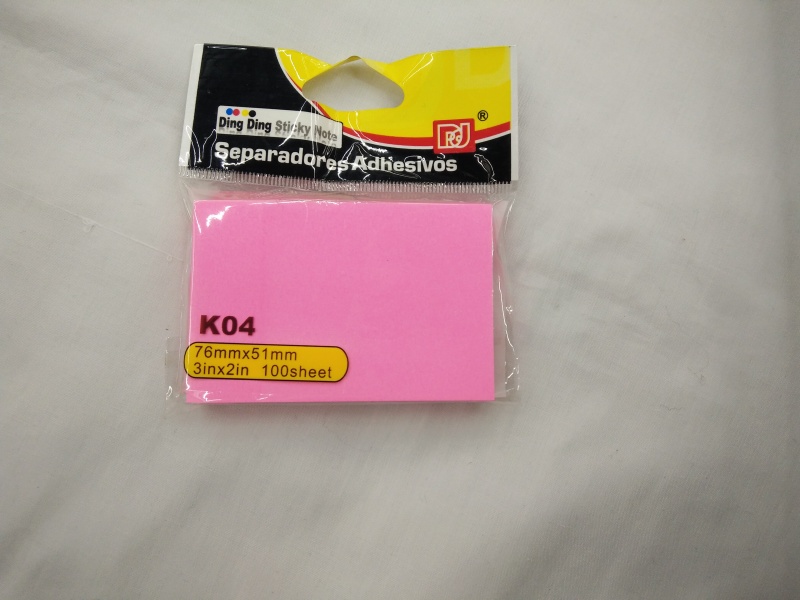 Ding Ding Sticky Note
Separadores Adhesivos
®
K04
76mmx51mm
3inx2in 100sheet